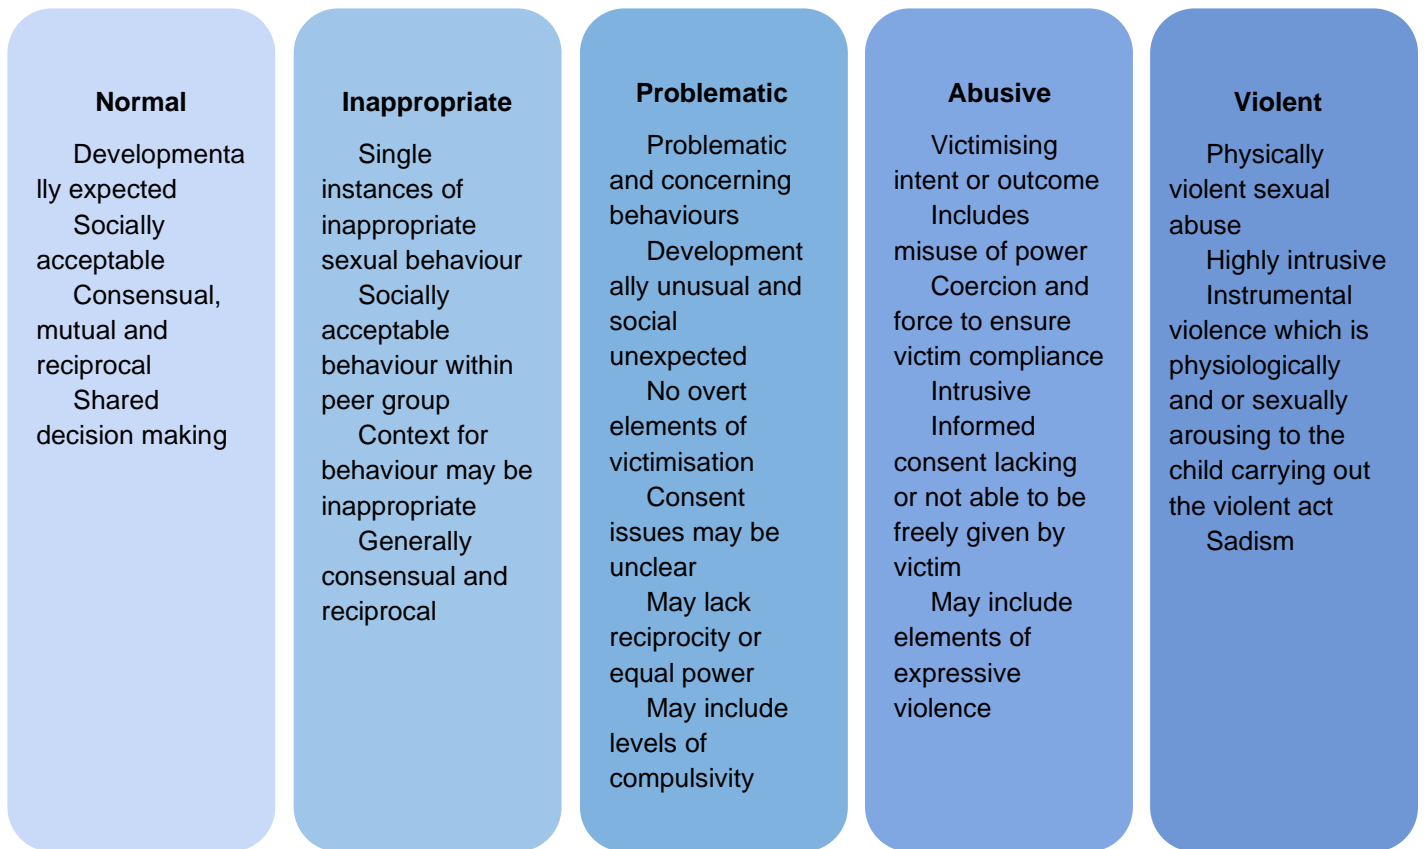 Normal
Developmenta
lly expected
Socially
acceptable
Consensual,
mutual and
reciprocal
Shared
decision making
Inappropriate
Single
instances of
inappropriate
sexual behaviour
Socially
acceptable
behaviour within
peer group
Context for
behaviour may be
inappropriate
Generally
consensual and
reciprocal
Problematic
Problematic
and concerning
behaviours
Development
ally unusual and
social
unexpected
No overt
elements of
victimisation
Consent
issues may be
unclear
May lack
reciprocity or
equal power
May include
levels of
compulsivity
Abusive
Victimising
intent or outcome
Includes
misuse of power
Coercion and
force to ensure
victim compliance
Intrusive
Informed
consent lacking
or not able to be
freely given by
victim
May include
elements of
expressive
violence
Violent
Physically
violent sexual
abuse
Highly intrusive
Instrumental
violence which is
physiologically
and or sexually
arousing to the
child carrying out
the violent act
Sadism